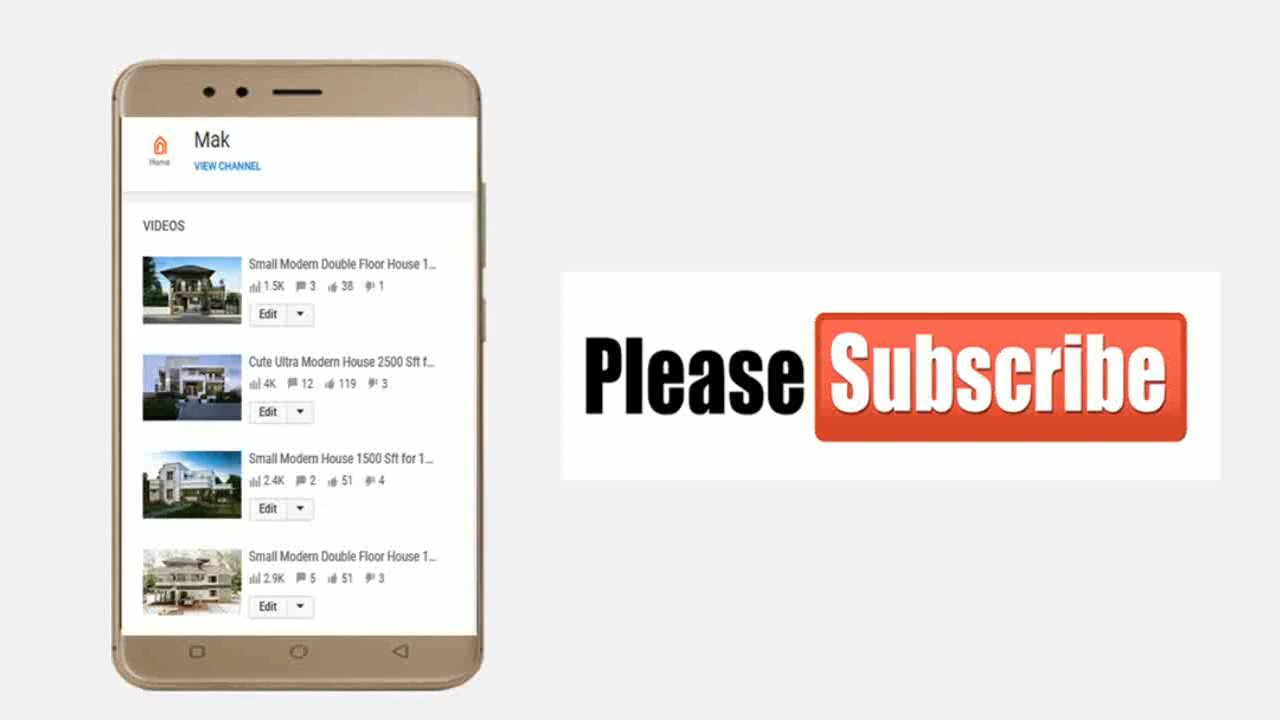 Mak
Home
VIEW CHANNEL
VIDEOS
Small Modern Double Floor House 1...
1.5K 3 38 1
Edit
Cute Ultra Modern House 2500 Sft f...
4K 12 119 3
Edit
Small Modern House 1500 Sft for 1...
2.4K 2 51 4
Edit
Small Modern Double Floor House 1...
2.9K 5 51 3
Edit
Please Subscribe